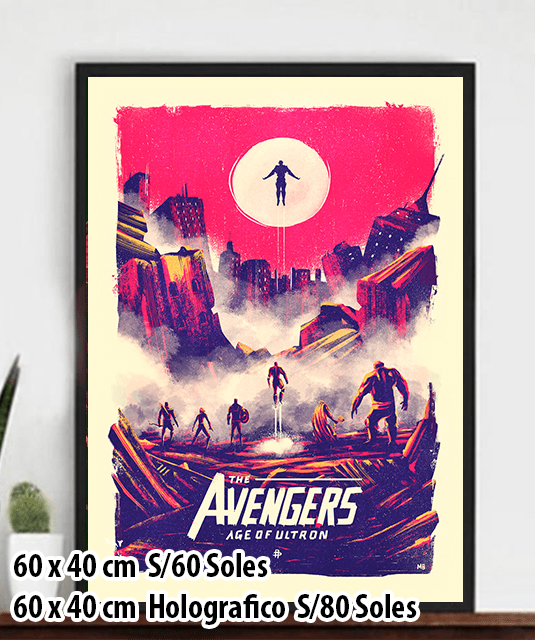 THE
AVENGERS
AGE OF ULTRON
MB
60 x 40 cm S/60 Soles
60 x 40 cm Holografico S/80 Soles